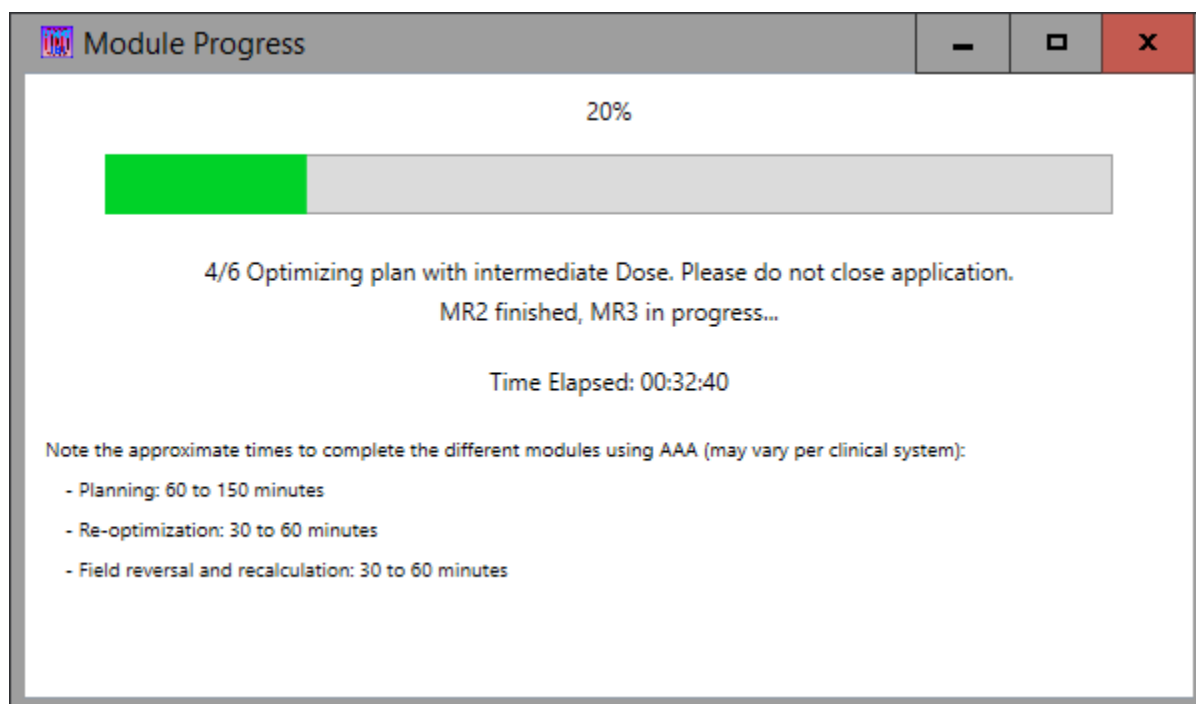 Module Progress
20%
4/6 Optimizing plan with intermediate Dose. Please do not close application.
MR2 finished, MR3 in progress...
Time Elapsed: 00:32:40
Note the approximate times to complete the different modules using AAA (may vary per clinical system):
- Planning: 60 to 150 minutes
- Re-optimization: 30 to 60 minutes
- Field reversal and recalculation: 30 to 60 minutes